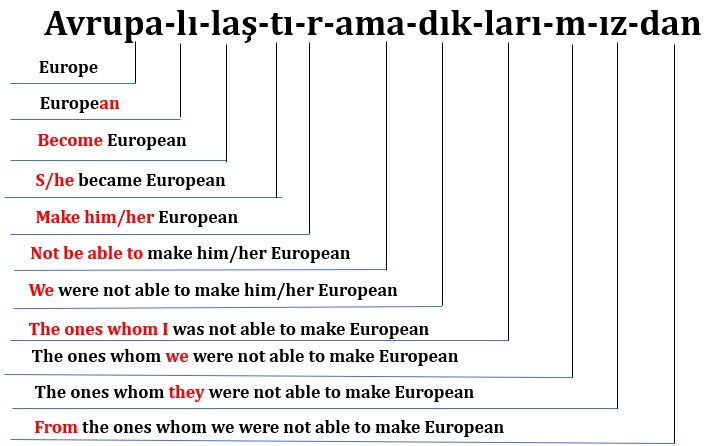 Avrupa-lı-laş-tı-r-ama-dık-ları-m-ız-dan
Europe
European
Become European
S/he became European
Make him/her European
Not be able to make him/her European
We were not able to make him/her European
The ones whom I was not able to make European
The ones whom we were not able to make European
The ones whom they were not able to make European
From the ones whom we were not able to make European